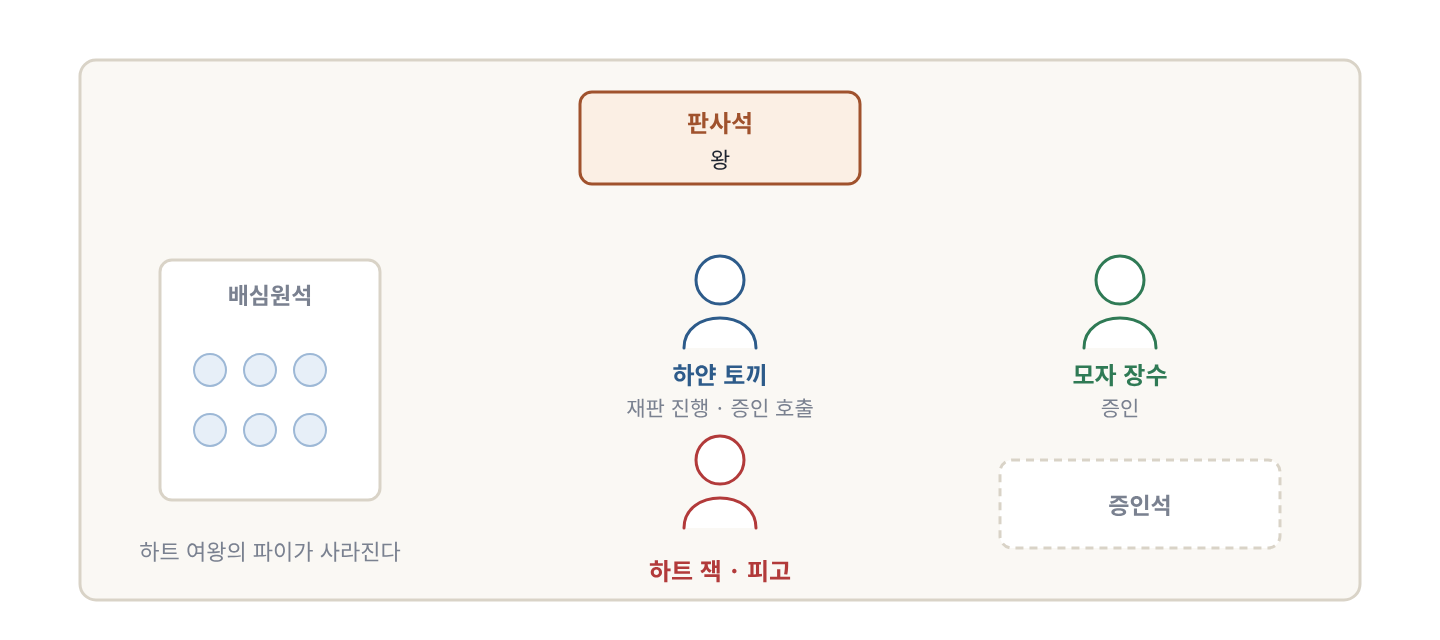 판사석
왕
배심원석
하얀 토끼
재판 진행 · 증인 호출
모자 장수
증인
증인석
하트 여왕의 파이가 사라진다
하트 잭 · 피고